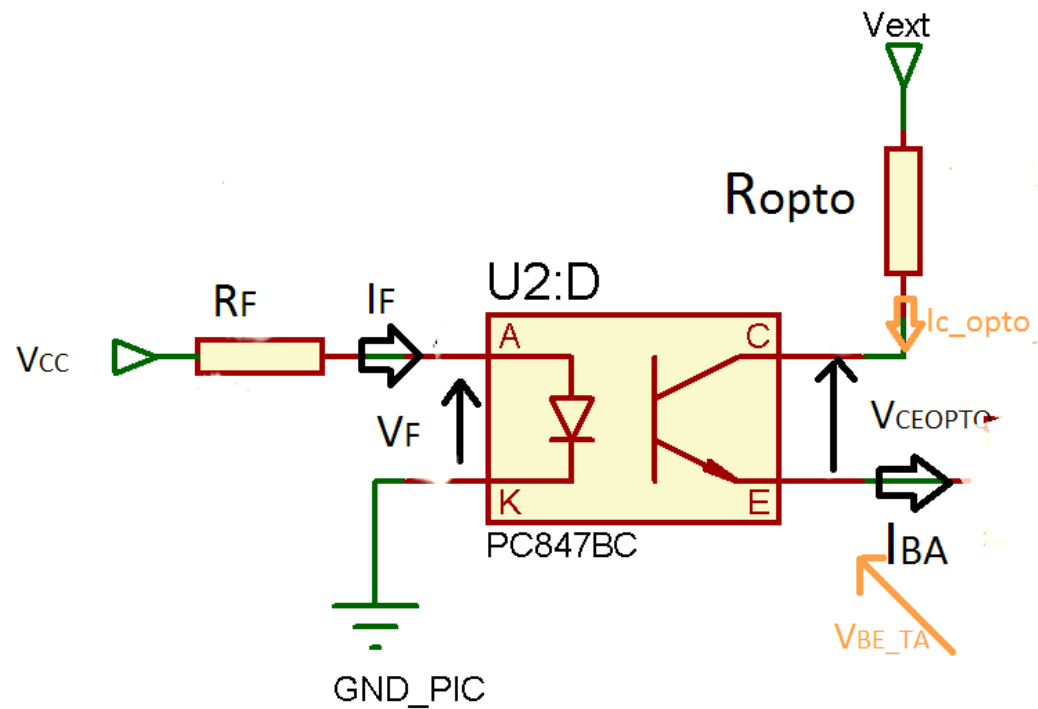 Vext
Ropto
U2:D
RF
IF
Ic_opto
A
C
VCC
VCEOPTO
VF
K
E
PC847BC
IBA
VBE_TA
GND_PIC